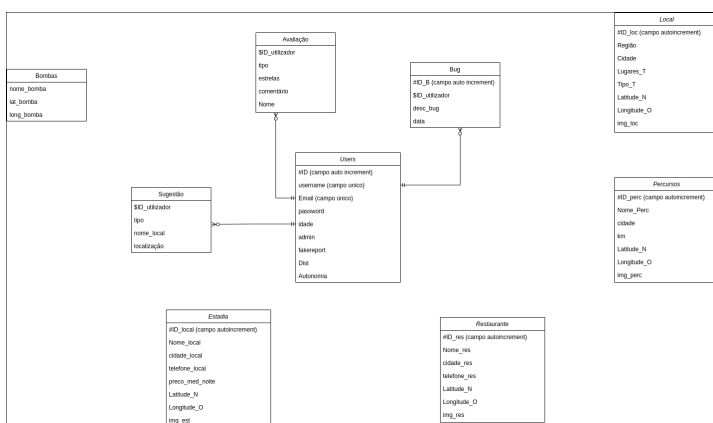 Bombas
nome_bomba
lat_bomba
long_bomba
Avaliação
$ID_utilizador
tipo
estrelas
comentário
Nome
Bug
#ID_B (campo auto increment)
$ID_utilizador
desc_bug
data
Local
#ID_loc (campo autoincrement)
Região
Cidade
Lugares_T
Tipo_T
Latitude_N
Longitude_O
img_loc
Sugestão
$ID_utilizador
tipo
nome_local
localização
Users
#ID (campo auto increment)
username (campo unico)
Email (campo único)
password
idade
admin
fakereport
Dist
Autonomia
Percursos
#ID_perc (campo autoincrement)
Nome_Perc
cidade
km
Latitude_N
Longitude_O
img_perc
Estadia
#ID_local (campo autoincrement)
Nome_local
cidade_local
telefone_local
preco_med_noite
Latitude_N
Longitude_O
img_est
Restaurante
#ID_res (campo autoincrement)
Nome_res
cidade_res
telefone_res
Latitude_N
Longitude_O
img_res